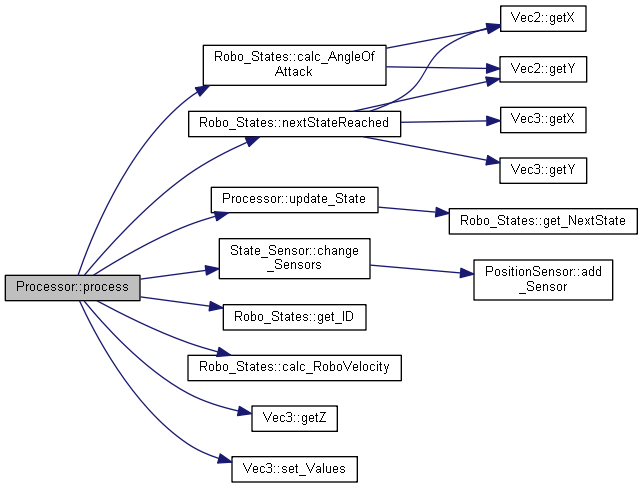 Processor::process
Robo_States::calc_AngleOf
Attack
Robo_States::nextStateReached
Processor::update_State
State_Sensor::change
_Sensors
Robo_States::get_ID
Robo_States::calc_RoboVelocity
Vec3::getZ
Vec3::set_Values
Vec2::getX
Vec2::getY
Vec3::getX
Vec3::getY
Robo_States::get_NextState
PositionSensor::add
_Sensor